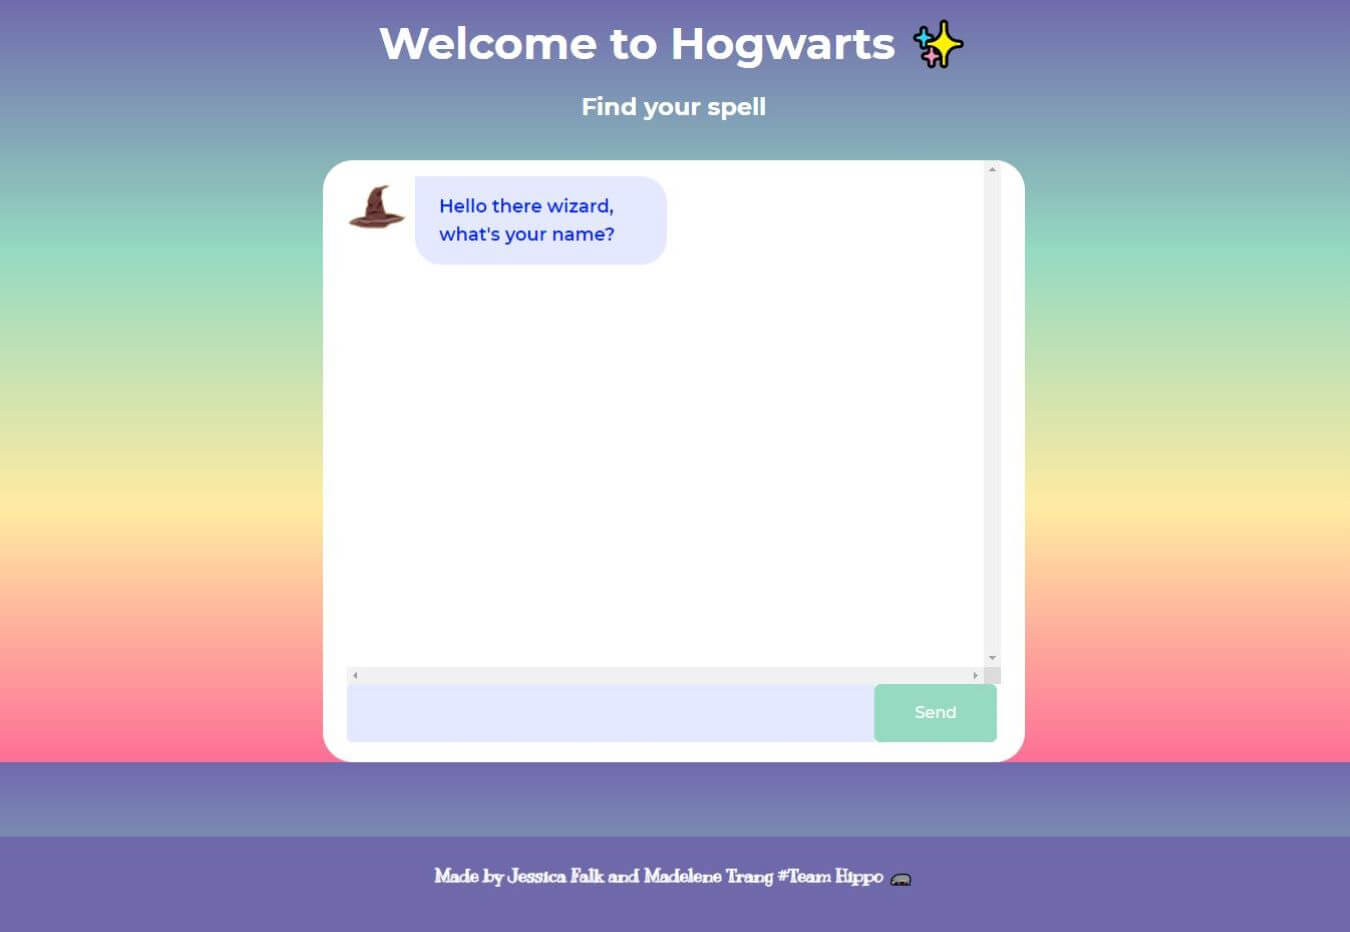 Welcome to Hogwarts ✨
Find your spell
Hello there wizard,
what's your name?
Send
Made by Jessica Falk and Madelene Trang #Team Hippo 🦛